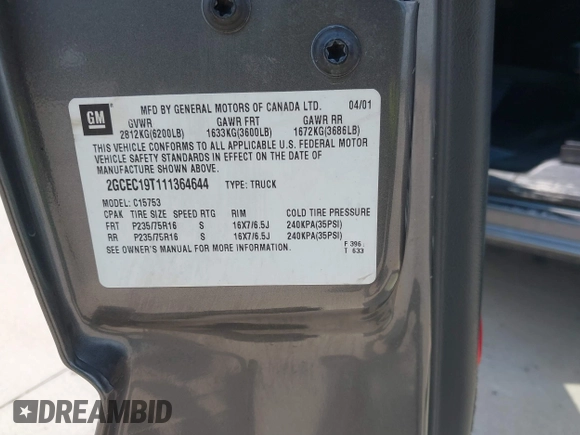 GM
MFD BY GENERAL MOTORS OF CANADA LTD. 04/01
GVWR GAWR FRT GAWR RR
2812KG(6200LB) 1633KG(3600LB) 1672KG(3686LB)
THIS VEHICLE CONFORMS TO ALL APPLICABLE U.S. FEDERAL MOTOR
VEHICLE SAFETY STANDARDS IN EFFECT ON THE DATE OF
MANUFACTURE SHOWN ABOVE.
2GCEC19T111364644 TYPE: TRUCK
MODEL: C15753
CPAK TIRE SIZE SPEED RTG RIM COLD TIRE PRESSURE
FRT P235/75R16 S 16X7/6.5J 240KPA(35PSI)
RR P235/75R16 S 16X7/6.5J 240KPA(35PSI)
SEE OWNER'S MANUAL FOR MORE INFORMATION.
F 396
T 633
DREAMBID